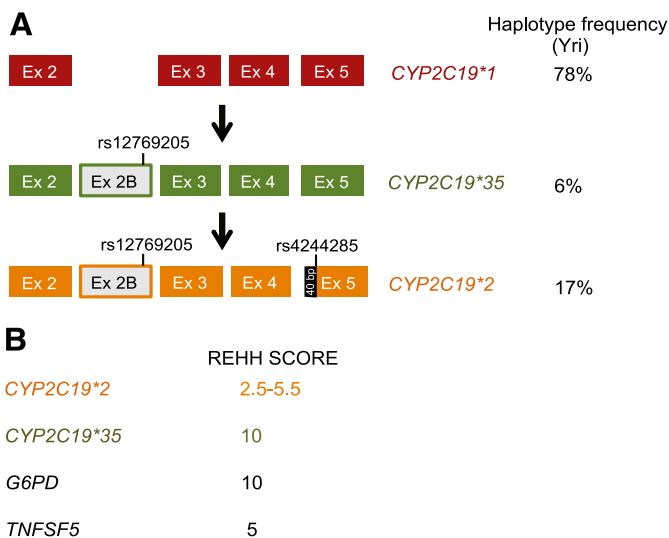 A
Haplotype frequency
(Yri)
Ex 2 Ex 3 Ex 4 Ex 5 CYP2C19*1 78%
rs12769205
Ex 2 Ex 2B Ex 3 Ex 4 Ex 5 CYP2C19*35 6%
rs12769205 rs4244285
Ex 2 Ex 2B Ex 3 Ex 4 40 bp Ex 5 CYP2C19*2 17%
B
REHH SCORE
CYP2C19*2 2.5-5.5
CYP2C19*35 10
G6PD 10
TNFSF5 5